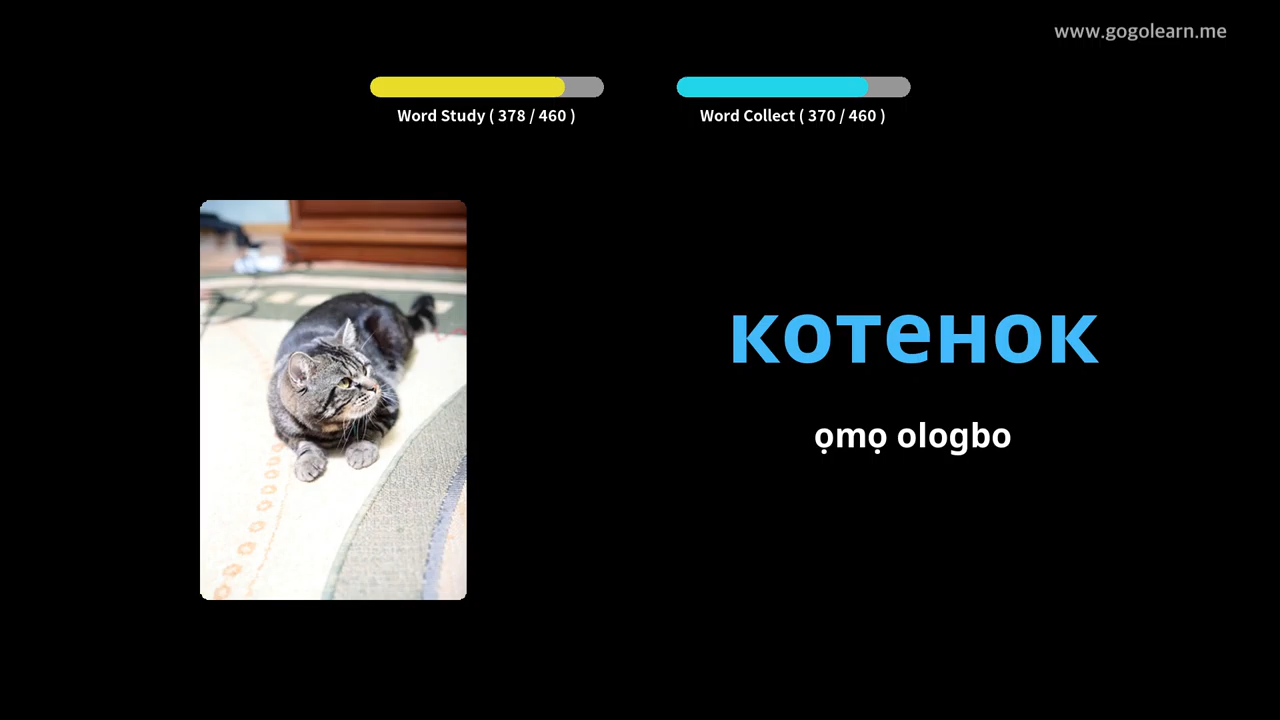 www.gogolearn.me
Word Study ( 378 / 460 )
Word Collect ( 370 / 460 )
котенок
ọmọ ologbo